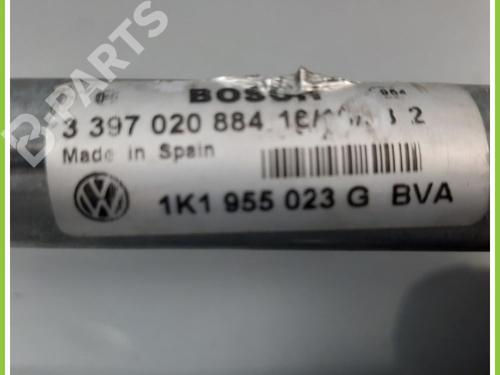 BOSCH
3 397 020 884
Made in Spain
1K1 955 023 G BVA
B-PARTS